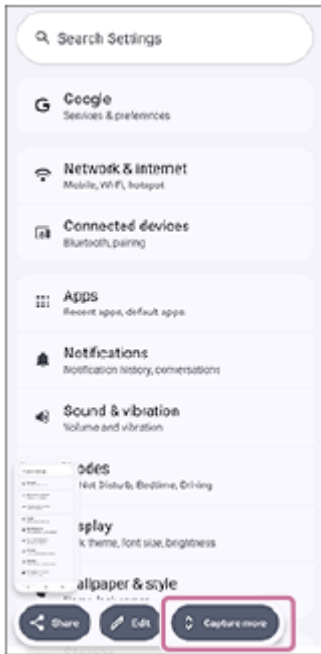 Search Settings
Google
Services & preferences
Network & internet
Mobile, Wi-Fi, hotspot
Connected devices
Bluetooth, pairing
Apps
Recent apps, default apps
Notifications
Notification history, conversations
Sound & vibration
Volume and vibration
odes
Not Disturb, Bedtime, Driving
splay
k theme, font size, brightness
allpaper & style
Share
Edit
Capture more